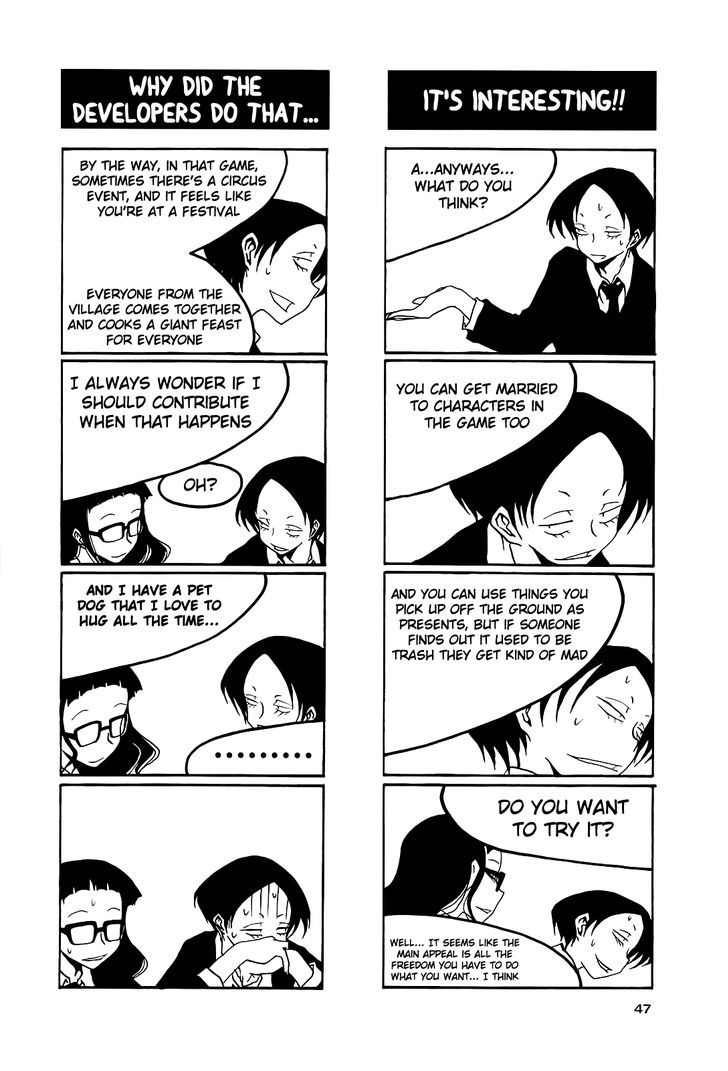 IT'S INTERESTING!!
A...ANYWAYS...
WHAT DO YOU
THINK?
YOU CAN GET MARRIED
TO CHARACTERS IN
THE GAME TOO
AND YOU CAN USE THINGS YOU
PICK UP OFF THE GROUND AS
PRESENTS, BUT IF SOMEONE
FINDS OUT IT USED TO BE
TRASH THEY GET KIND OF MAD
DO YOU WANT
TO TRY IT?
WELL... IT SEEMS LIKE THE
MAIN APPEAL IS ALL THE
FREEDOM YOU HAVE TO DO
WHAT YOU WANT... I THINK
WHY DID THE
DEVELOPERS DO THAT...
BY THE WAY, IN THAT GAME,
SOMETIMES THERE'S A CIRCUS
EVENT, AND IT FEELS LIKE
YOU'RE AT A FESTIVAL
EVERYONE FROM THE
VILLAGE COMES TOGETHER
AND COOKS A GIANT FEAST
FOR EVERYONE
I ALWAYS WONDER IF I
SHOULD CONTRIBUTE
WHEN THAT HAPPENS
OH?
AND I HAVE A PET
DOG THAT I LOVE TO
HUG ALL THE TIME...
.........
47